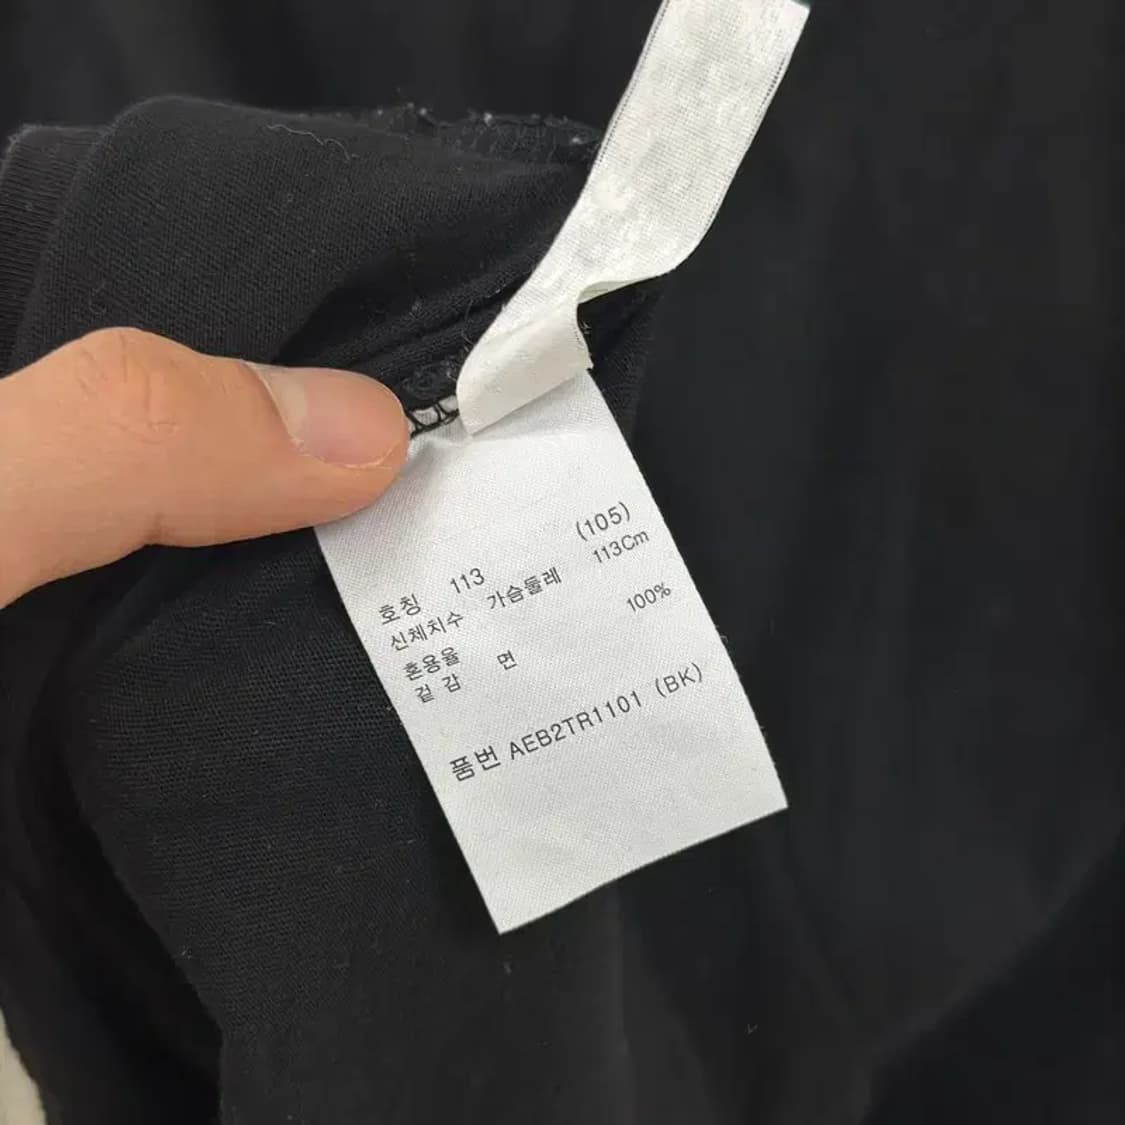 호칭 113 (105)
신체치수 가슴둘레 113Cm
혼용율
겉감 면 100%
품번 AEB2TR1101 (BK)